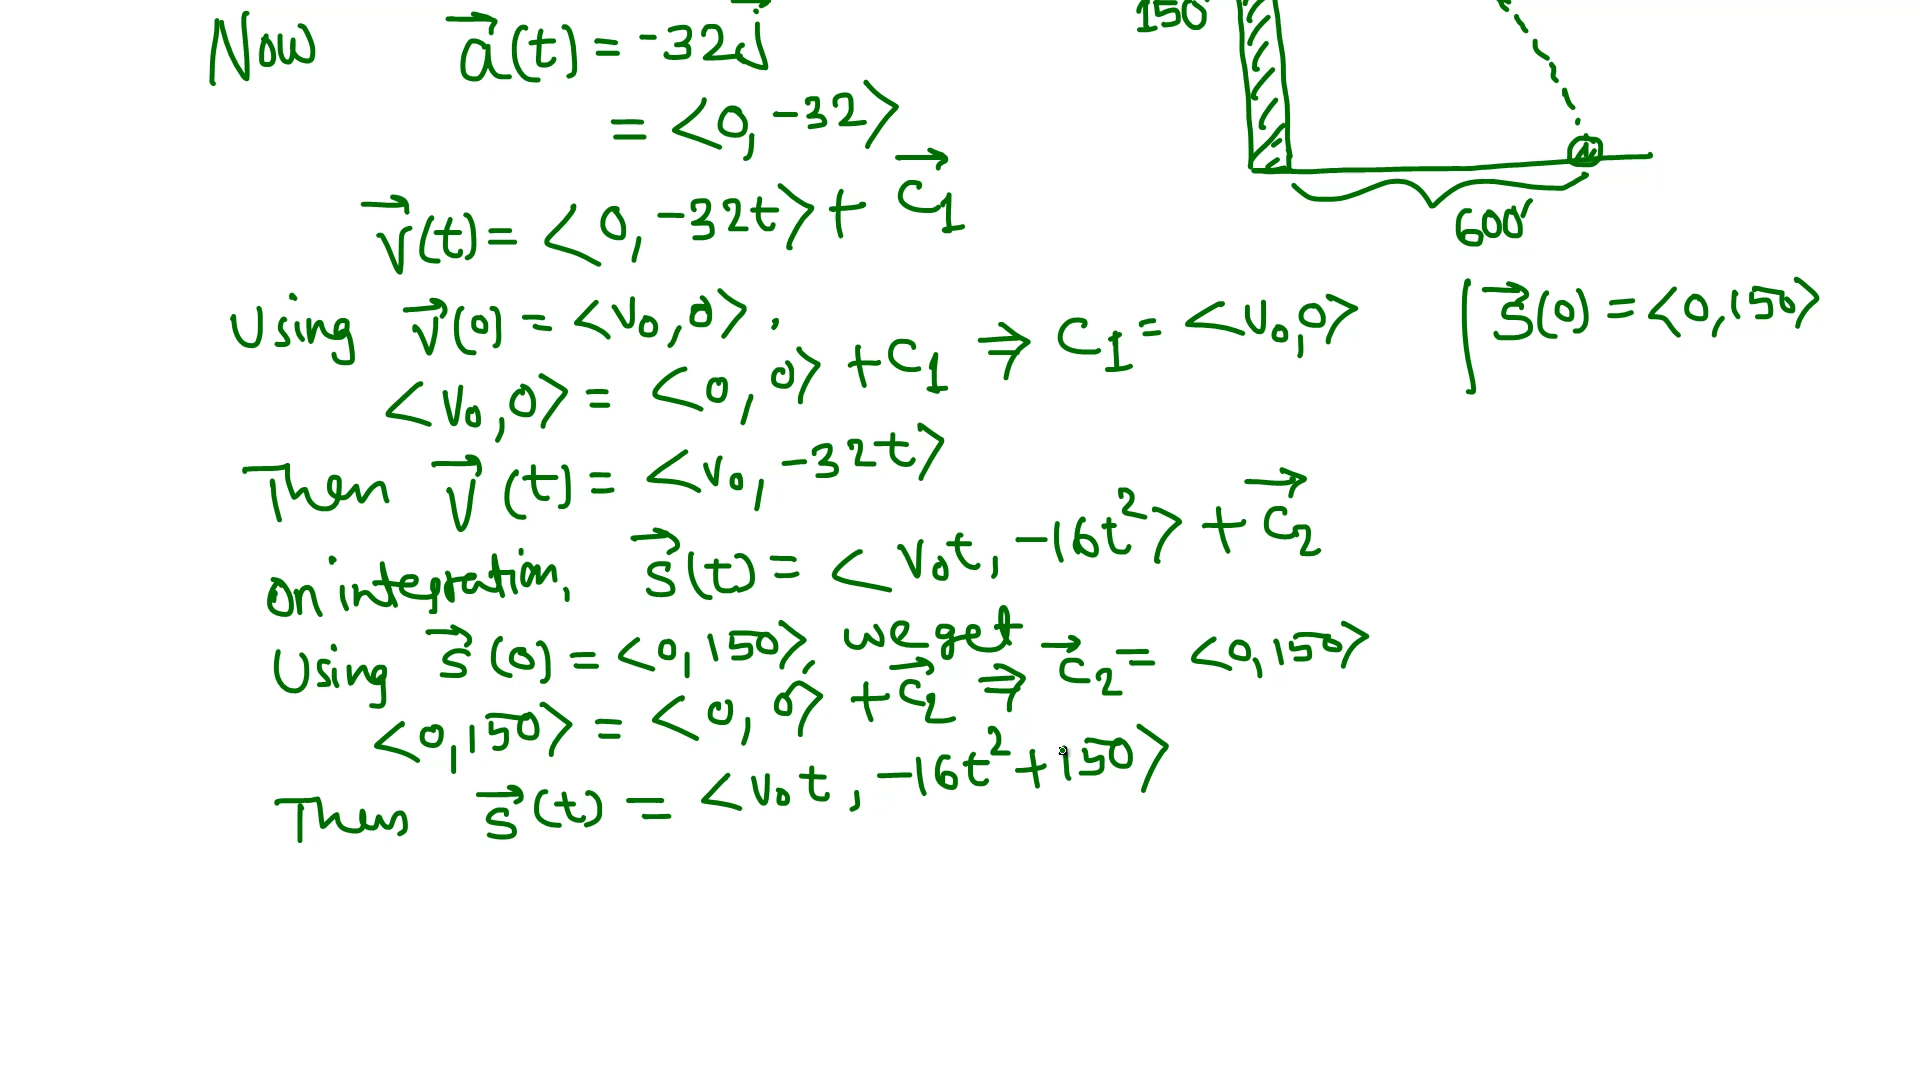 Now a⃗(t) = -32j⃗
150'
= <0, -32>
v⃗(t) = <0, -32t> + c⃗₁
600'
Using v⃗(0) = <v₀, 0>.
<v₀, 0> = <0, 0> + C₁ ⇒ C₁ = <v₀, 0>
s⃗(0) = <0, 150>
Then v⃗(t) = <v₀, -32t>
on integration, s⃗(t) = <v₀t, -16t²> + c⃗₂
Using s⃗(0) = <0, 150>, we get
<0, 150> = <0, 0> + c⃗₂ ⇒ c⃗₂ = <0, 150>
Then s⃗(t) = <v₀t, -16t² + 150>